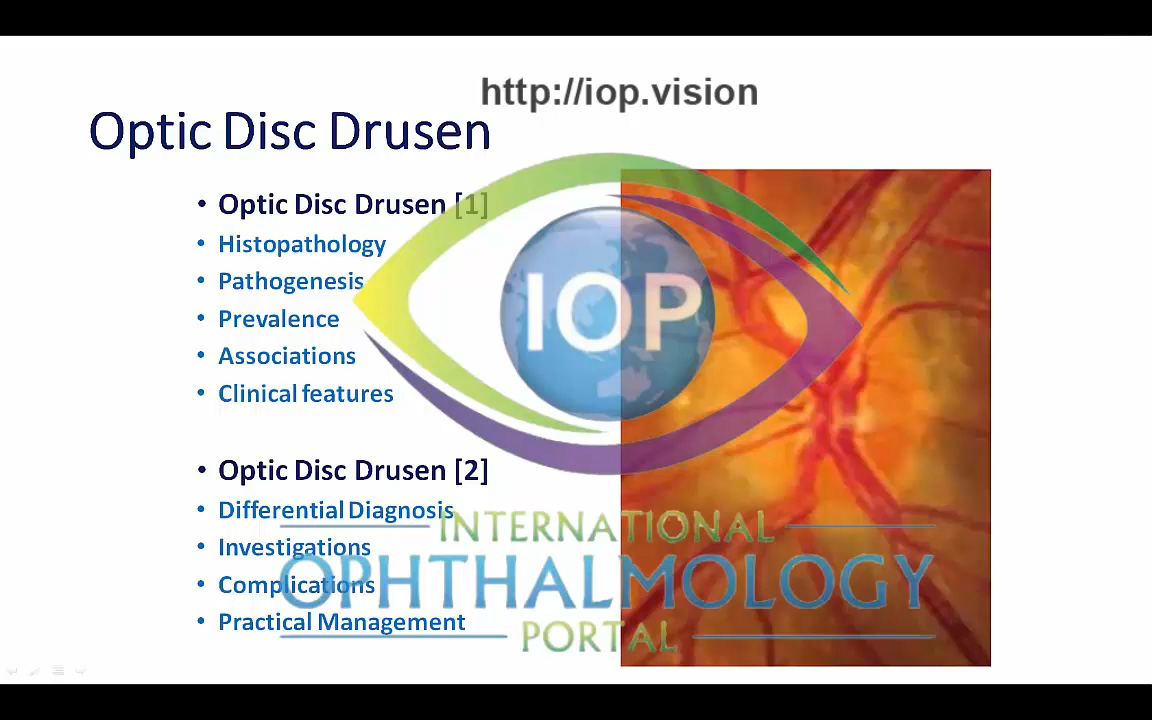 http://iop.vision
Optic Disc Drusen
• Optic Disc Drusen [1]
• Histopathology
• Pathogenesis
• Prevalence
• Associations
• Clinical features
IOP
• Optic Disc Drusen [2]
• Differential Diagnosis
• Investigations
• Complications
• Practical Management
INTERNATIONAL
OPHTHALMOLOGY
PORTAL